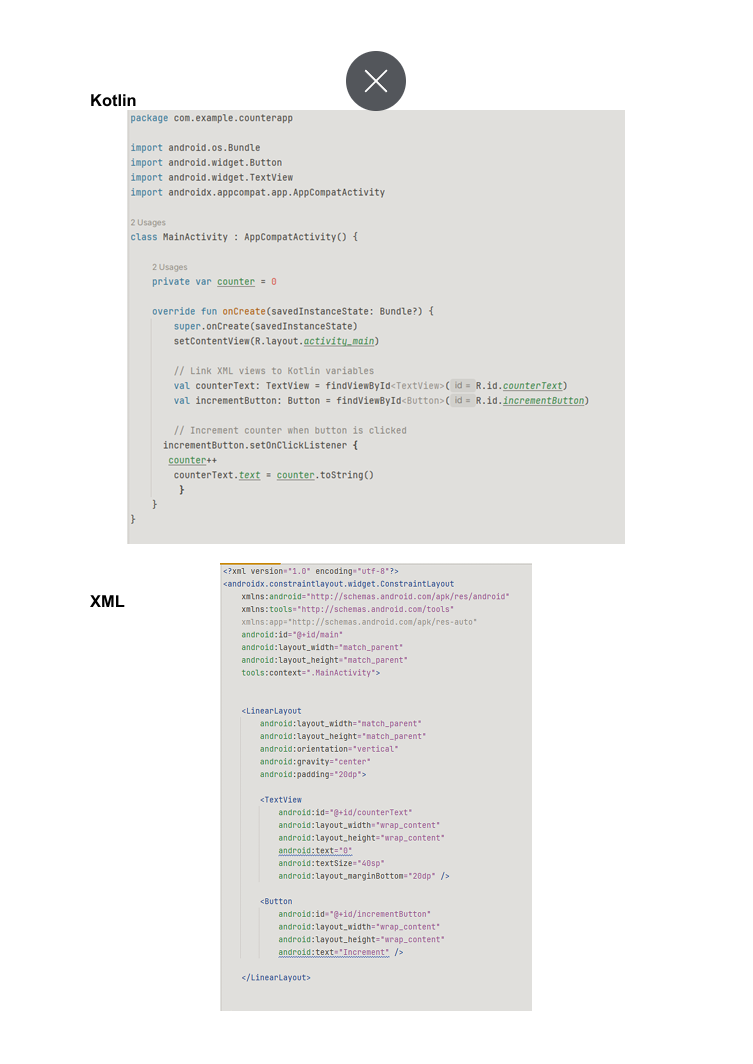 Kotlin
package com.example.counterapp
import android.os.Bundle
import android.widget.Button
import android.widget.TextView
import androidx.appcompat.app.AppCompatActivity
2 Usages
class MainActivity : AppCompatActivity() {
2 Usages
private var counter = 0
override fun onCreate(savedInstanceState: Bundle?) {
super.onCreate(savedInstanceState)
setContentView(R.layout.activity_main)
// Link XML views to Kotlin variables
val counterText: TextView = findViewById<TextView>( id = R.id.counterText)
val incrementButton: Button = findViewById<Button>( id = R.id.incrementButton)
// Increment counter when button is clicked
incrementButton.setOnClickListener {
counter++
counterText.text = counter.toString()
}
}
}
XML
<?xml version="1.0" encoding="utf-8"?>
<androidx.constraintlayout.widget.ConstraintLayout
xmlns:android="http://schemas.android.com/apk/res/android"
xmlns:tools="http://schemas.android.com/tools"
xmlns:app="http://schemas.android.com/apk/res-auto"
android:id="@+id/main"
android:layout_width="match_parent"
android:layout_height="match_parent"
tools:context=".MainActivity">
<LinearLayout
android:layout_width="match_parent"
android:layout_height="match_parent"
android:orientation="vertical"
android:gravity="center"
android:padding="20dp">
<TextView
android:id="@+id/counterText"
android:layout_width="wrap_content"
android:layout_height="wrap_content"
android:text="0"
android:textSize="40sp"
android:layout_marginBottom="20dp" />
<Button
android:id="@+id/incrementButton"
android:layout_width="wrap_content"
android:layout_height="wrap_content"
android:text="Increment" />
</LinearLayout>